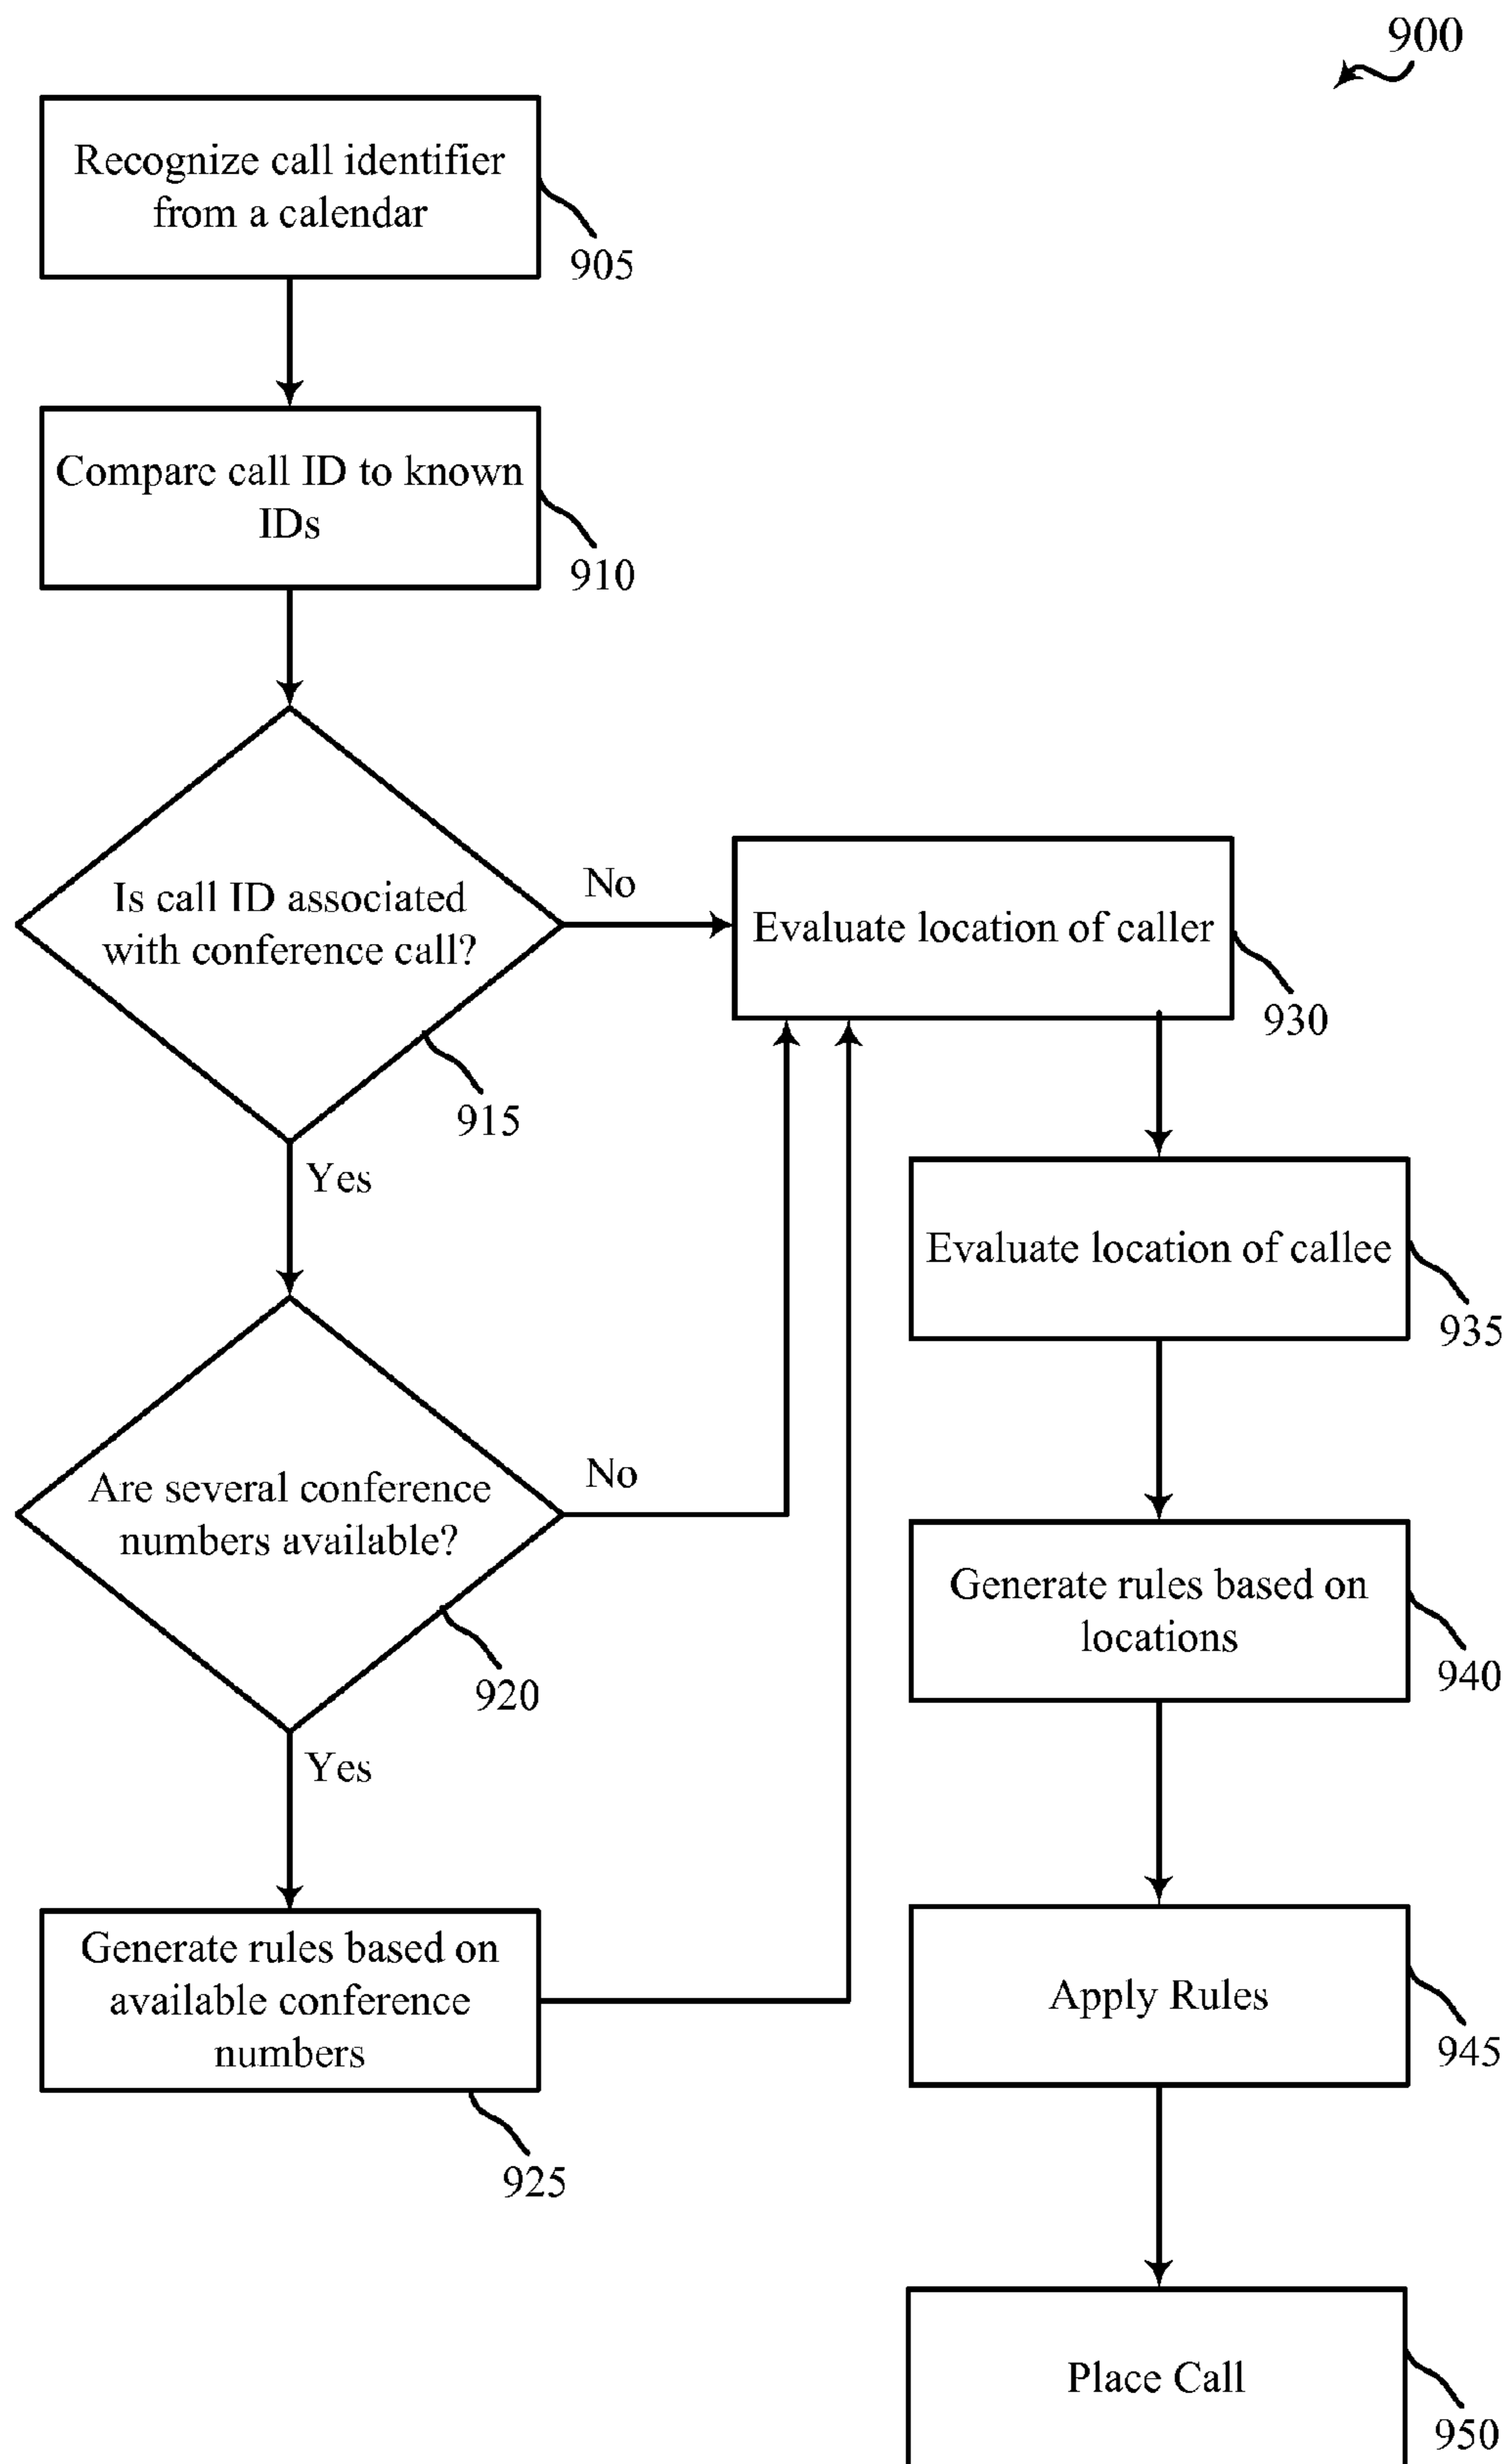 900
Recognize call identifier
from a calendar
905
Compare call ID to known
IDs
910
Is call ID associated
with conference call?
915
No
Yes
Evaluate location of caller
930
Evaluate location of callee
935
Are several conference
numbers available?
920
No
Yes
Generate rules based on
locations
940
Generate rules based on
available conference
numbers
925
Apply Rules
945
Place Call
950